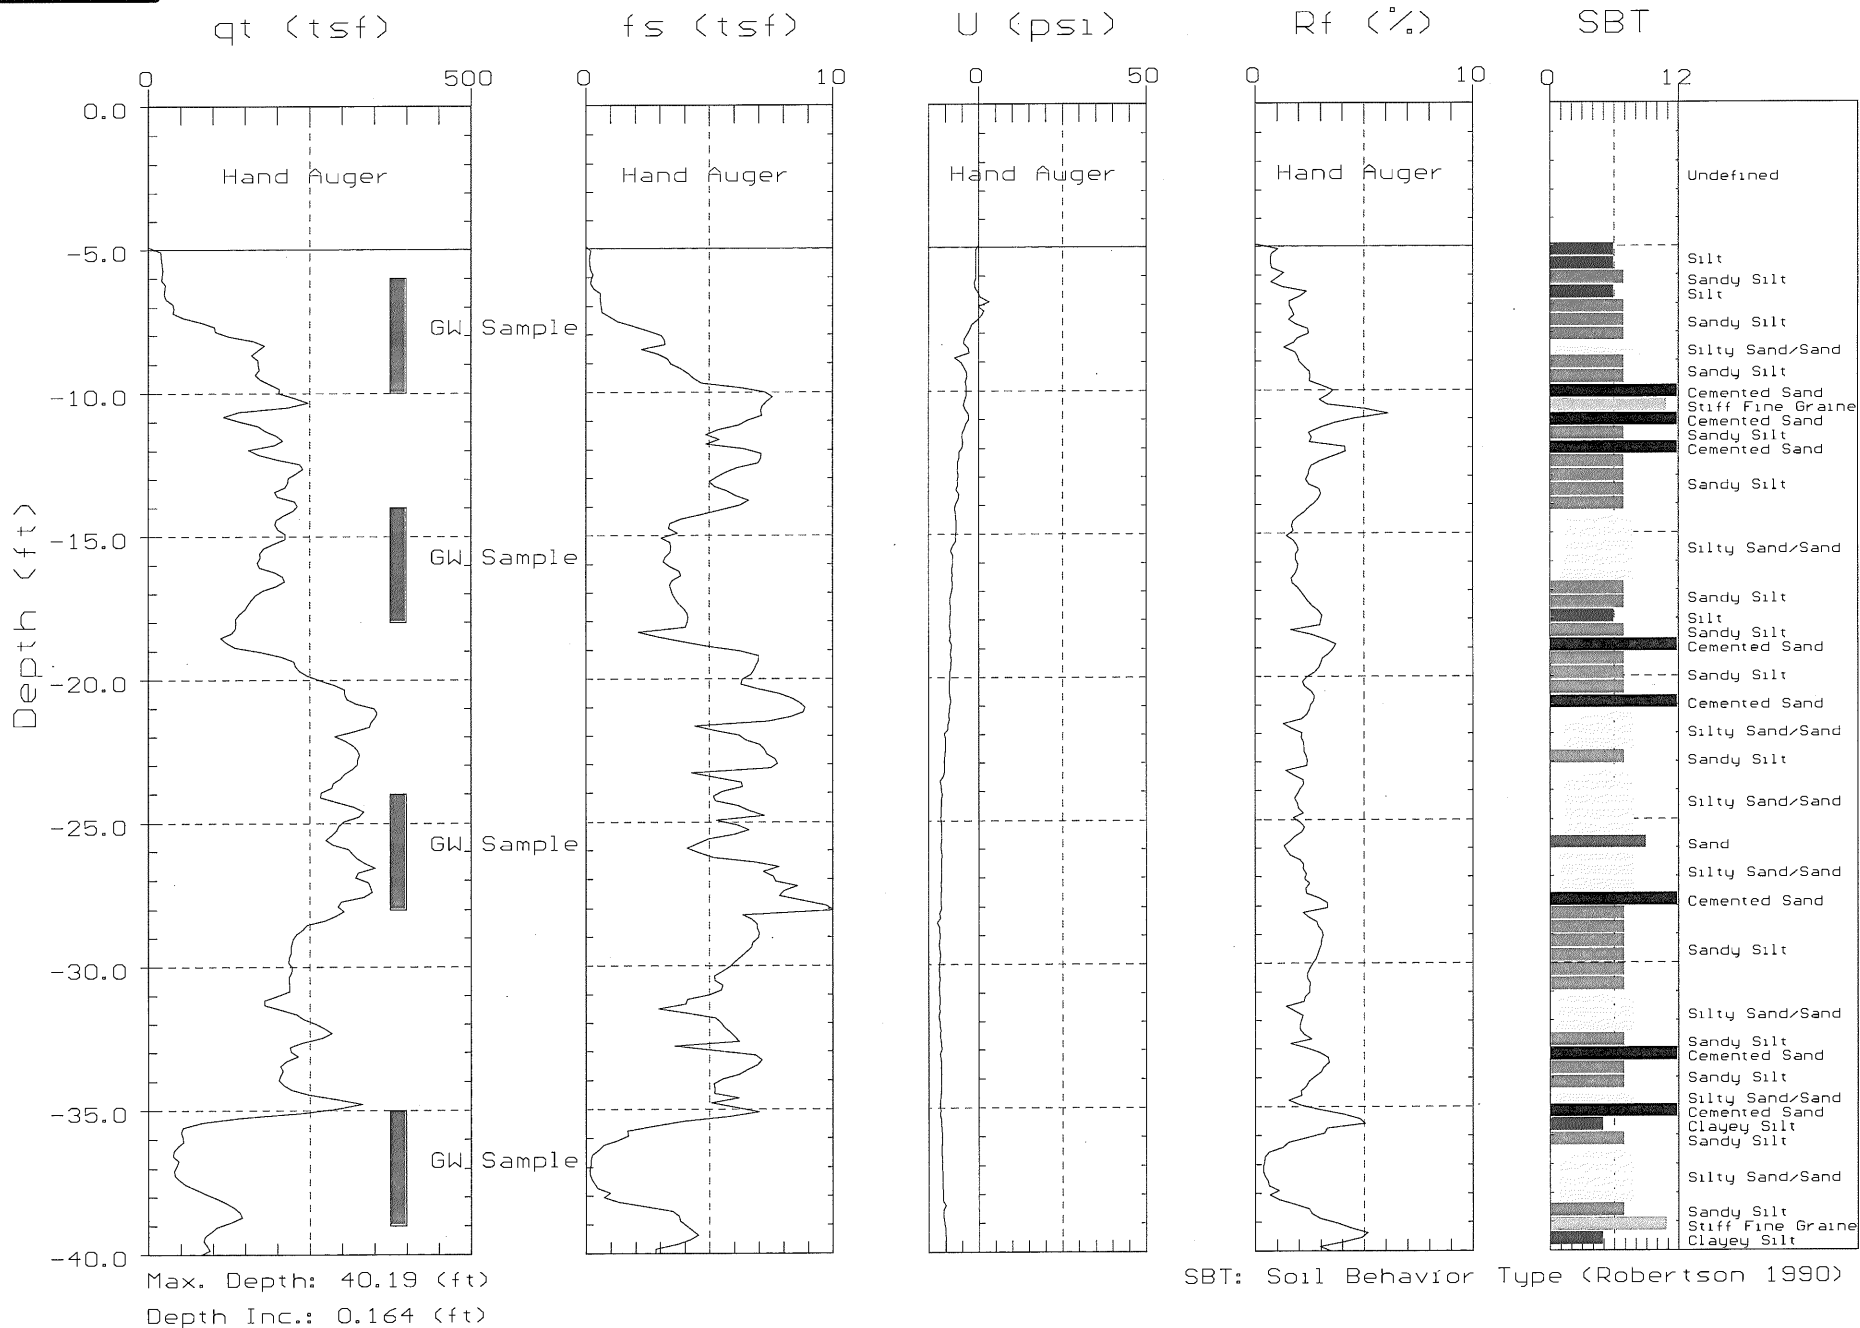 qt (tsf)
fs (tsf)
U (psi)
Rf (%)
SBT
0 500
0 10
0 50
0 10
0 12
Depth (ft)
0.0
-5.0
-10.0
-15.0
-20.0
-25.0
-30.0
-35.0
-40.0
Hand Auger
Hand Auger
Hand Auger
Hand Auger
GW Sample
GW Sample
GW Sample
GW Sample
Undefined
Silt
Sandy Silt
Silt
Sandy Silt
Silty Sand/Sand
Sandy Silt
Cemented Sand
Stiff Fine Graine
Cemented Sand
Sandy Silt
Cemented Sand
Sandy Silt
Silty Sand/Sand
Sandy Silt
Silt
Sandy Silt
Cemented Sand
Sandy Silt
Cemented Sand
Silty Sand/Sand
Sandy Silt
Silty Sand/Sand
Sand
Silty Sand/Sand
Cemented Sand
Sandy Silt
Silty Sand/Sand
Sandy Silt
Cemented Sand
Sandy Silt
Silty Sand/Sand
Cemented Sand
Clayey Silt
Sandy Silt
Silty Sand/Sand
Sandy Silt
Stiff Fine Graine
Clayey Silt
Max. Depth: 40.19 (ft)
Depth Inc.: 0.164 (ft)
SBT: Soil Behavior Type (Robertson 1990)